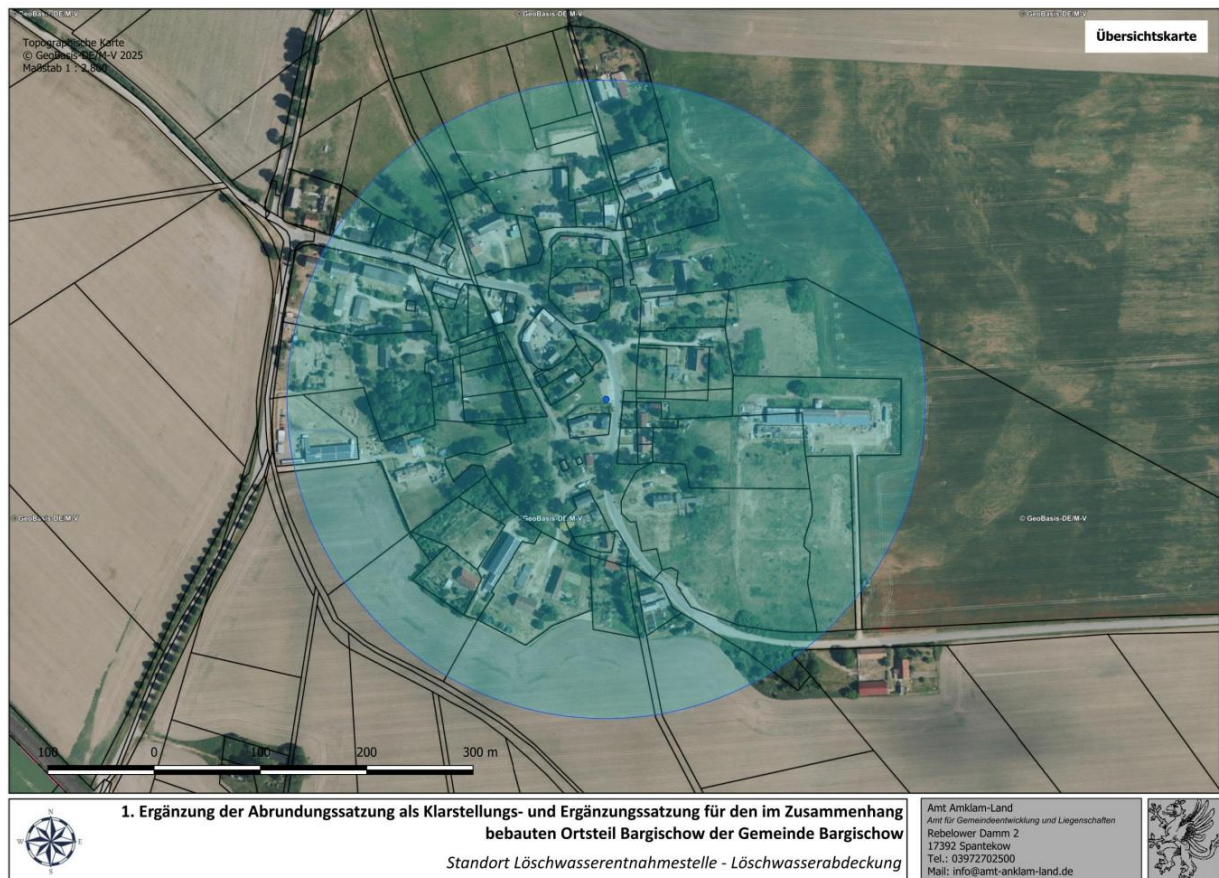 © GeoBasis-DE/M-V
© GeoBasis-DE/M-V
© GeoBasis-DE/M-V
Übersichtskarte
Topographische Karte
© GeoBasis-DE/M-V 2025
Maßstab 1 : 2.800
© GeoBasis-DE/M-V
© GeoBasis-DE/M-V
© GeoBasis-DE/M-V
100 0 100 200 300 m
N
W E
S
1. Ergänzung der Abrundungssatzung als Klarstellungs- und Ergänzungssatzung für den im Zusammenhang
bebauten Ortsteil Bargischow der Gemeinde Bargischow
Standort Löschwasserentnahmestelle - Löschwasserabdeckung
Amt Amklam-Land
Amt für Gemeindeentwicklung und Liegenschaften
Rebelower Damm 2
17392 Spantekow
Tel.: 03972702500
Mail: info@amt-anklam-land.de